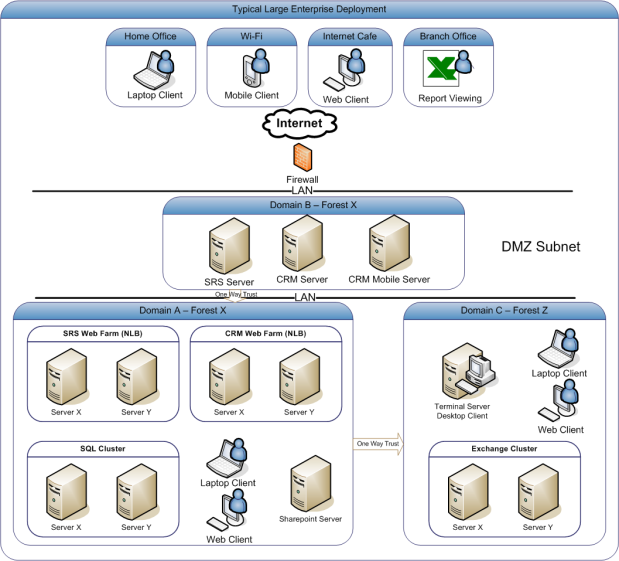 Typical Large Enterprise Deployment
Home Office
Wi-Fi
Internet Cafe
Branch Office
Laptop Client
Mobile Client
Web Client
Report Viewing
Internet
Firewall
LAN
Domain B – Forest X
DMZ Subnet
SRS Server
CRM Server
CRM Mobile Server
One Way Trust
LAN
Domain A – Forest X
Domain C – Forest Z
SRS Web Farm (NLB)
CRM Web Farm (NLB)
Server X
Server Y
Server X
Server Y
Laptop Client
Terminal Server
Desktop Client
Web Client
One Way Trust
SQL Cluster
Server X
Server Y
Laptop Client
Web Client
Sharepoint Server
Exchange Cluster
Server X
Server Y